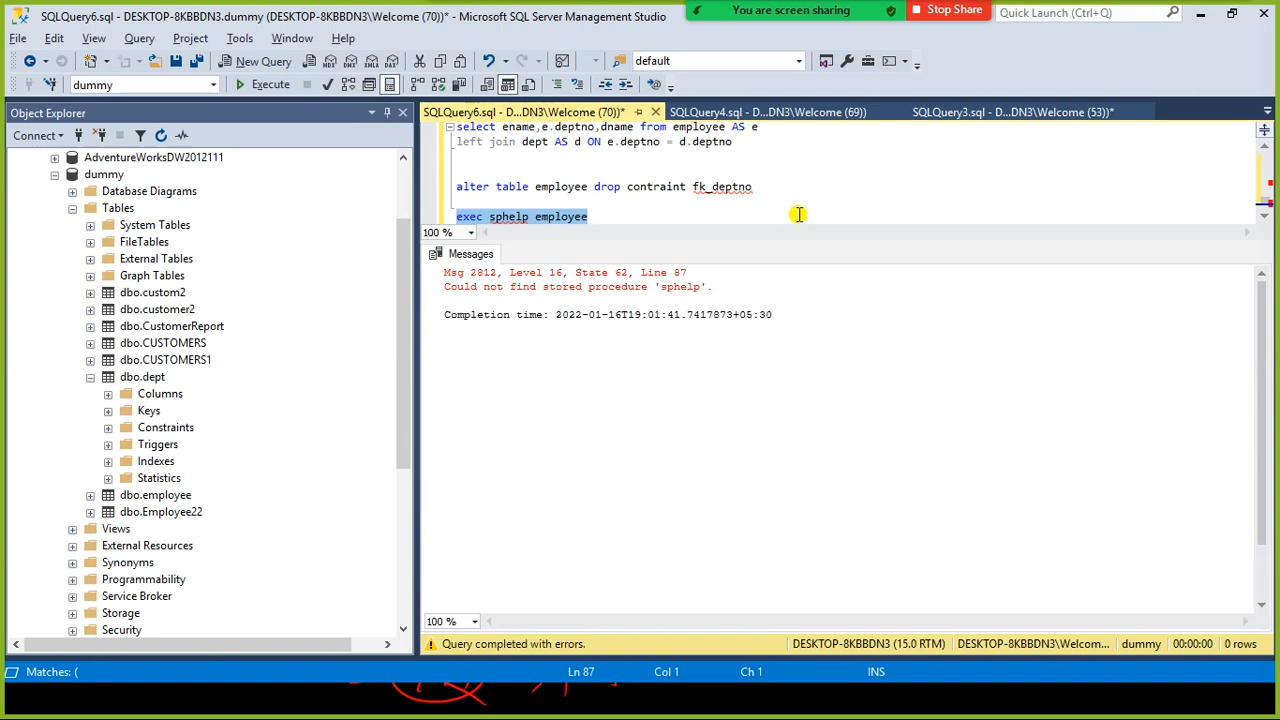 SQLQuery6.sql - DESKTOP-8KBBDN3.dummy (DESKTOP-8KBBDN3\Welcome (70))* - Microsoft SQL Server Management Studio
You are screen sharing
Stop Share
Quick Launch (Ctrl+Q)
File Edit View Query Project Tools Window Help
New Query
default
dummy
Execute
Object Explorer
SQLQuery6.sql - D...DN3\Welcome (70))*
SQLQuery4.sql - D...DN3\Welcome (69))
SQLQuery3.sql - D...DN3\Welcome (53))*
Connect
AdventureWorksDW2012111
dummy
Database Diagrams
Tables
System Tables
FileTables
External Tables
Graph Tables
dbo.custom2
dbo.customer2
dbo.CustomerReport
dbo.CUSTOMERS
dbo.CUSTOMERS1
dbo.dept
Columns
Keys
Constraints
Triggers
Indexes
Statistics
dbo.employee
dbo.Employee22
Views
External Resources
Synonyms
Programmability
Service Broker
Storage
Security
select ename,e.deptno,dname from employee AS e
left join dept AS d ON e.deptno = d.deptno
alter table employee drop contraint fk_deptno
exec sphelp employee
100 %
Messages
Msg 2812, Level 16, State 62, Line 87
Could not find stored procedure 'sphelp'.
Completion time: 2022-01-16T19:01:41.7417873+05:30
100 %
Query completed with errors.
DESKTOP-8KBBDN3 (15.0 RTM)
DESKTOP-8KBBDN3\Welcom...
dummy
00:00:00
0 rows
Matches: (
Ln 87
Col 1
Ch 1
INS